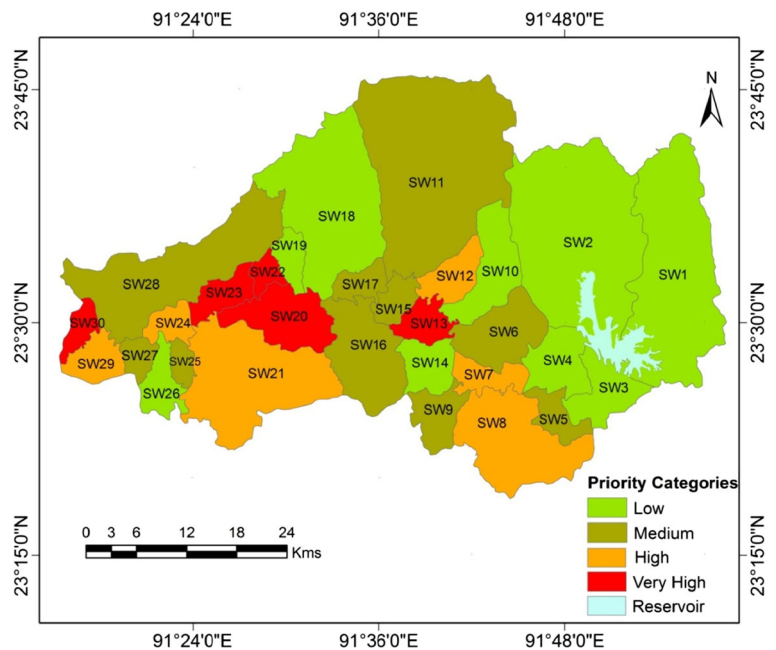 91°24'0"E 91°36'0"E 91°48'0"E
23°45'0"N 23°45'0"N
N
SW11
SW18
SW2
SW19
SW10
SW1
SW22
SW12
SW28
SW17
SW23
SW15
SW20
SW30 SW24 SW13
23°30'0"N 23°30'0"N
SW6
SW16
SW27 SW25 SW14 SW4
SW29
SW21 SW7
SW3
SW26
SW9
SW5
SW8
Priority Categories
Low
Medium
High
Very High
Reservoir
0 3 6 12 18 24
Kms
23°15'0"N 23°15'0"N
91°24'0"E 91°36'0"E 91°48'0"E